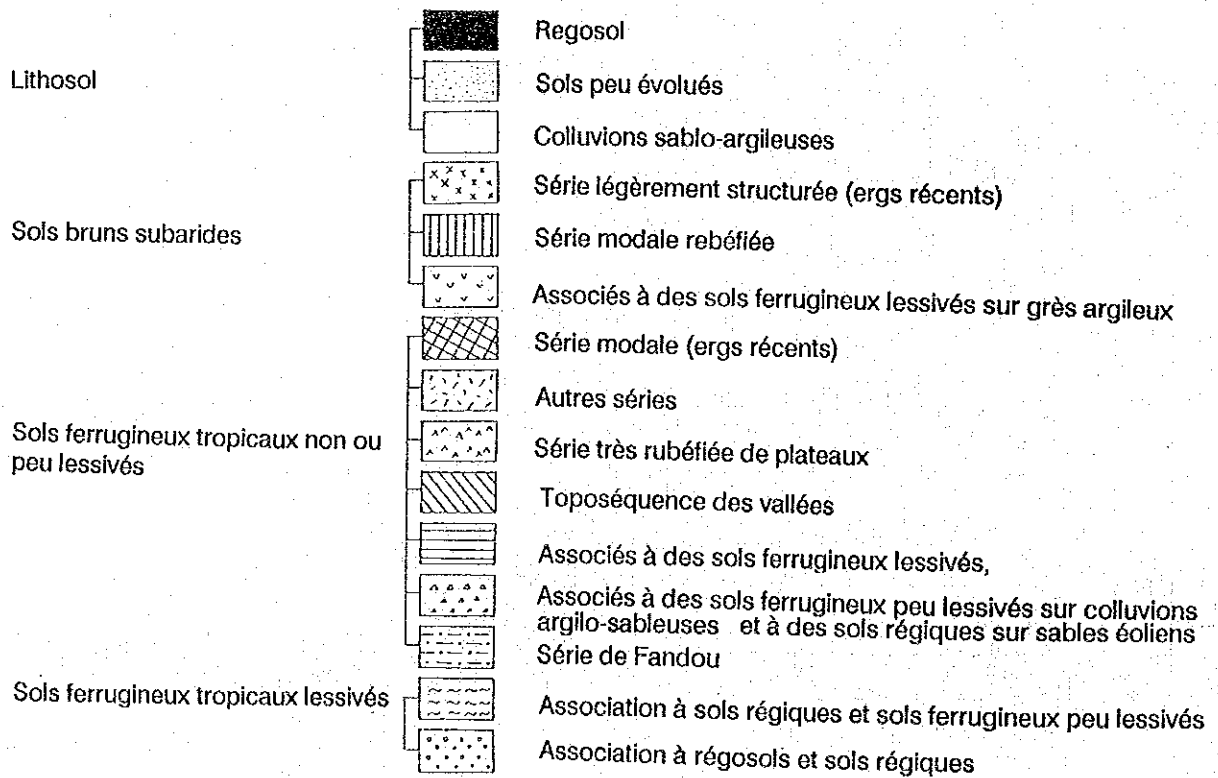 Regosol
Lithosol
Sols peu évolués
Colluvions sablo-argileuses
Série légèrement structurée (ergs récents)
Sols bruns subarides
Série modale rebéfiée
Associés à des sols ferrugineux lessivés sur grès argileux
Série modale (ergs récents)
Autres séries
Sols ferrugineux tropicaux non ou
peu lessivés
Série très rubéfiée de plateaux
Toposéquence des vallées
Associés à des sols ferrugineux lessivés,
Associés à des sols ferrugineux peu lessivés sur colluvions
argilo-sableuses et à des sols régiques sur sables éoliens
Série de Fandou
Sols ferrugineux tropicaux lessivés
Association à sols régiques et sols ferrugineux peu lessivés
Association à régosols et sols régiques